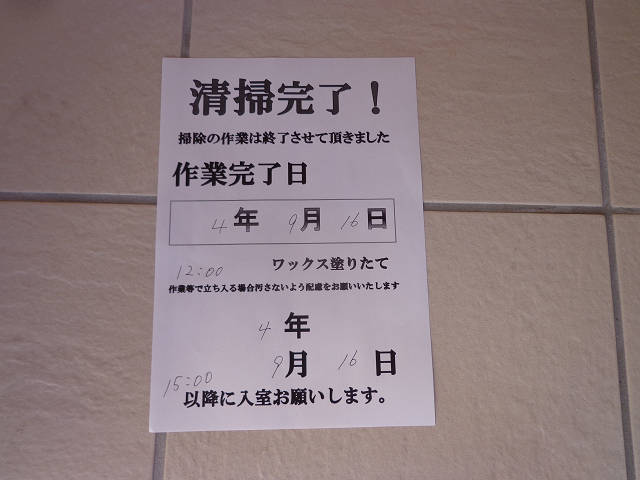 清掃完了！
掃除の作業は終了させて頂きました
作業完了日
4年 9月 16日
12:00 ワックス塗りたて
作業等で立ち入る場合汚さないよう配慮をお願いいたします
4年
9月 16日
15:00
以降に入室お願いします。